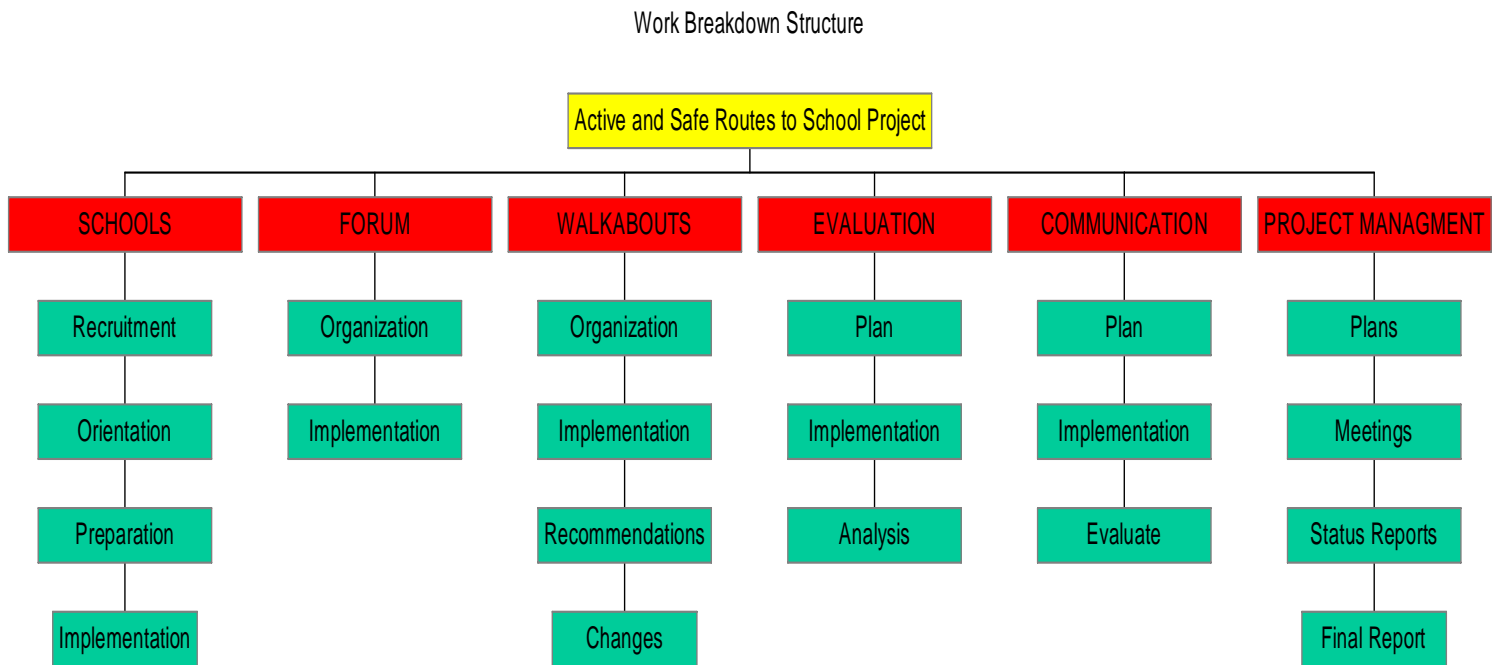 Work Breakdown Structure
Active and Safe Routes to School Project
SCHOOLS
FORUM
WALKABOUTS
EVALUATION
COMMUNICATION
PROJECT MANAGMENT
Recruitment
Organization
Organization
Plan
Plan
Plans
Orientation
Implementation
Implementation
Implementation
Implementation
Meetings
Preparation
Recommendations
Analysis
Evaluate
Status Reports
Implementation
Changes
Final Report